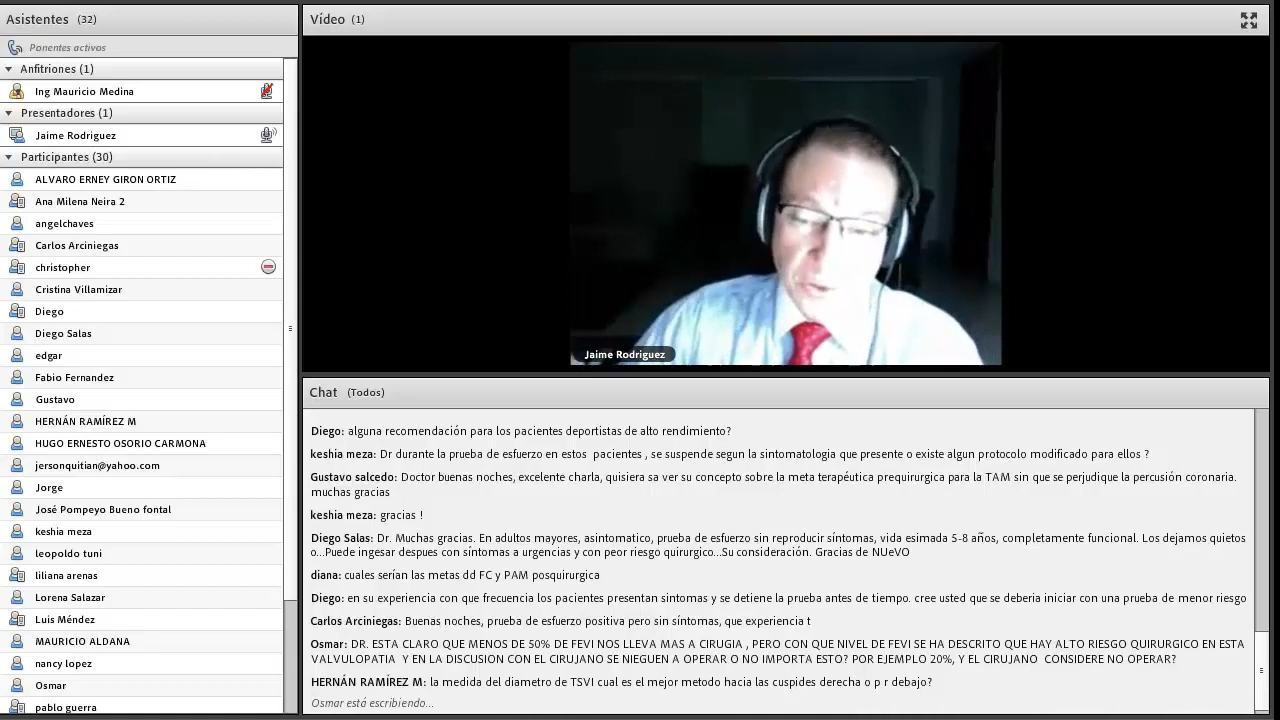 Asistentes (32)
Ponentes activos
Anfitriones (1)
Ing Mauricio Medina
Presentadores (1)
Jaime Rodriguez
Participantes (30)
ALVARO ERNEY GIRON ORTIZ
Ana Milena Neira 2
angelchaves
Carlos Arciniegas
christopher
Cristina Villamizar
Diego
Diego Salas
edgar
Fabio Fernandez
Gustavo
HERNÁN RAMÍREZ M
HUGO ERNESTO OSORIO CARMONA
jersonquitian@yahoo.com
Jorge
José Pompeyo Bueno fontal
keshia meza
leopoldo tuni
liliana arenas
Lorena Salazar
Luis Méndez
MAURICIO ALDANA
nancy lopez
Osmar
pablo guerra
Vídeo (1)
Jaime Rodriguez
Chat (Todos)
Diego: alguna recomendación para los pacientes deportistas de alto rendimiento?
keshia meza: Dr durante la prueba de esfuerzo en estos pacientes , se suspende segun la sintomatologia que presente o existe algun protocolo modificado para ellos ?
Gustavo salcedo: Doctor buenas noches, excelente charla, quisiera sa ver su concepto sobre la meta terapéutica prequirurgica para la TAM sin que se perjudique la percusión coronaria.
muchas gracias
keshia meza: gracias !
Diego Salas: Dr. Muchas gracias. En adultos mayores, asintomatico, prueba de esfuerzo sin reproducir síntomas, vida esimada 5-8 años, completamente funcional. Los dejamos quietos
o...Puede ingesar despues con síntomas a urgencias y con peor riesgo quirurgico...Su consideración. Gracias de NUeVO
diana: cuales serían las metas dd FC y PAM posquirurgica
Diego: en su experiencia con que frecuencia los pacientes presentan sintomas y se detiene la prueba antes de tiempo. cree usted que se deberia iniciar con una prueba de menor riesgo
Carlos Arciniegas: Buenas noches, prueba de esfuerzo positiva pero sin síntomas, que experiencia t
Osmar: DR. ESTA CLARO QUE MENOS DE 50% DE FEVI NOS LLEVA MAS A CIRUGIA , PERO CON QUE NIVEL DE FEVI SE HA DESCRITO QUE HAY ALTO RIESGO QUIRURGICO EN ESTA
VALVULOPATIA Y EN LA DISCUSION CON EL CIRUJANO SE NIEGUEN A OPERAR O NO IMPORTA ESTO? POR EJEMPLO 20%, Y EL CIRUJANO CONSIDERE NO OPERAR?
HERNÁN RAMÍREZ M: la medida del diametro de TSVI cual es el mejor metodo hacia las cuspides derecha o p r debajo?
Osmar está escribiendo...